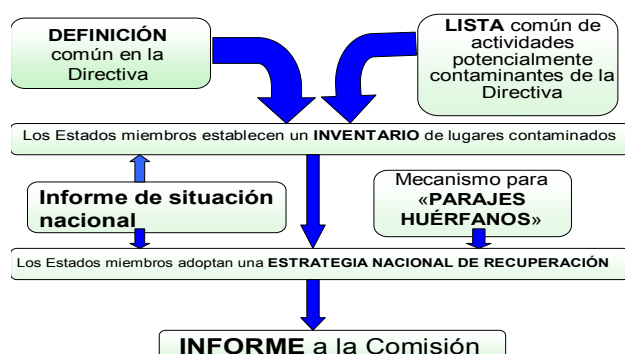 DEFINICIÓN
común en la
Directiva
LISTA común de
actividades
potencialmente
contaminantes de la
Directiva
Los Estados miembros establecen un INVENTARIO de lugares contaminados
Informe de situación
nacional
Mecanismo para
«PARAJES
HUÉRFANOS»
Los Estados miembros adoptan una ESTRATEGIA NACIONAL DE RECUPERACIÓN
INFORME a la Comisión